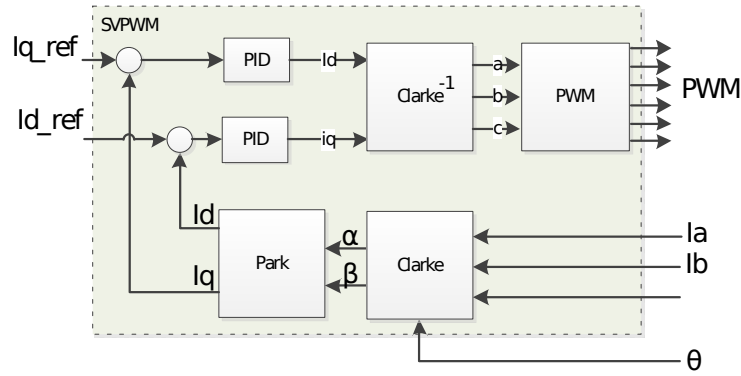 SVPWM
Iq_ref
PID
Id
Clarke-1
a
b
c
PWM
PWM
Id_ref
PID
iq
Id
Iq
Park
α
β
Clarke
Ia
Ib
θ